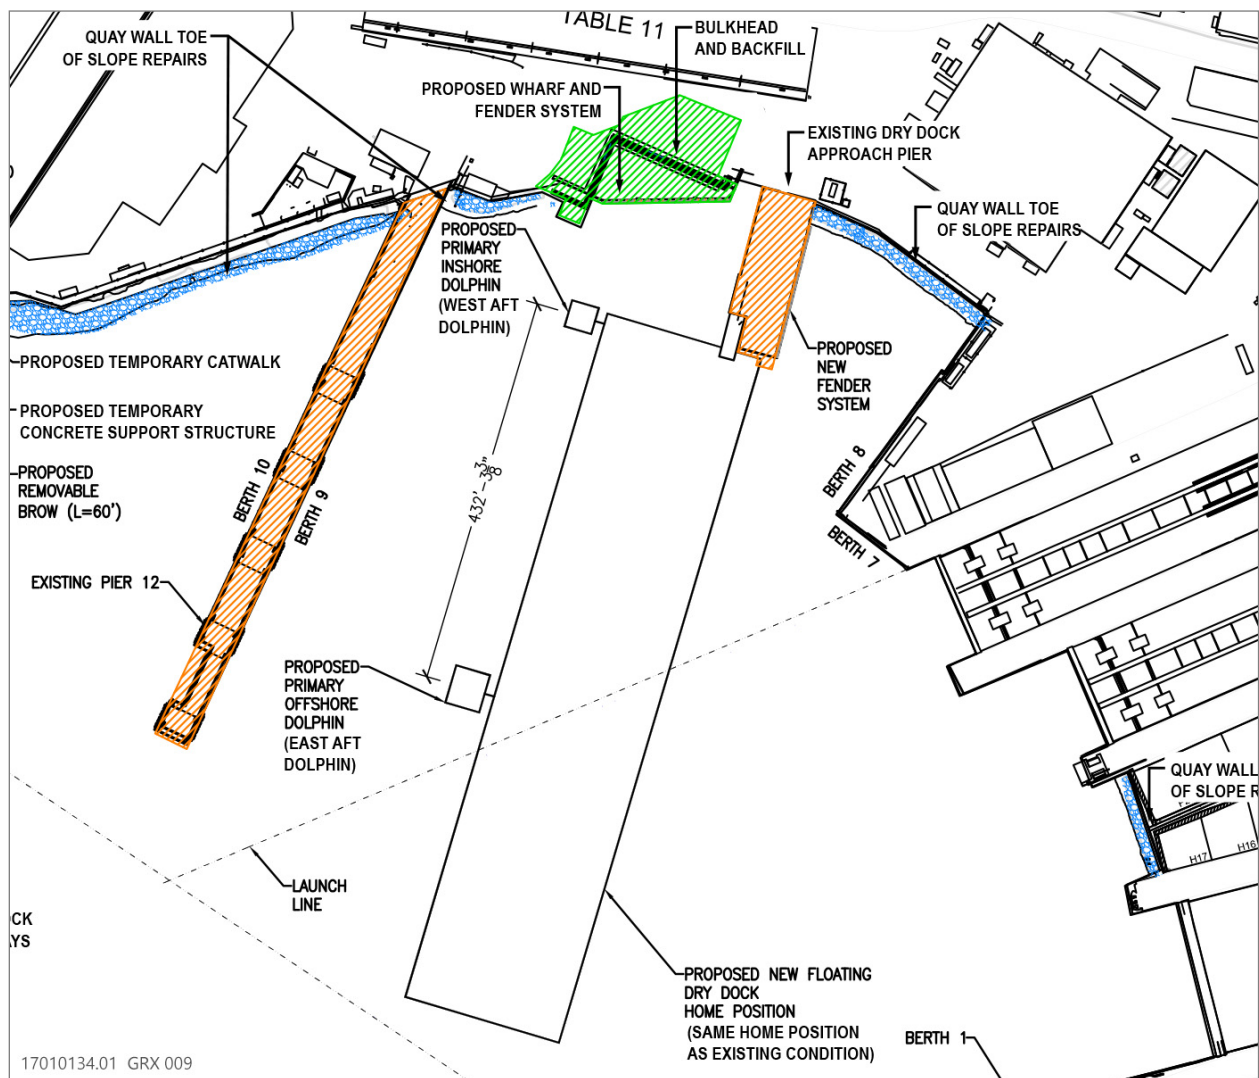 TABLE 11
QUAY WALL TOE
OF SLOPE REPAIRS
BULKHEAD
AND BACKFILL
PROPOSED WHARF AND
FENDER SYSTEM
EXISTING DRY DOCK
APPROACH PIER
QUAY WALL TOE
OF SLOPE REPAIRS
PROPOSED
PRIMARY
INSHORE
DOLPHIN
(WEST AFT
DOLPHIN)
PROPOSED TEMPORARY CATWALK
PROPOSED
NEW
FENDER
SYSTEM
PROPOSED TEMPORARY
CONCRETE SUPPORT STRUCTURE
PROPOSED
REMOVABLE
BROW (L=60')
BERTH 10
BERTH 9
BERTH 8
BERTH 7
EXISTING PIER 12
PROPOSED
PRIMARY
OFFSHORE
DOLPHIN
(EAST AFT
DOLPHIN)
QUAY WALL
OF SLOPE R
H17
H16
LAUNCH
LINE
OCK
AYS
PROPOSED NEW FLOATING
DRY DOCK
HOME POSITION
(SAME HOME POSITION
AS EXISTING CONDITION)
BERTH 1
17010134.01 GRX 009